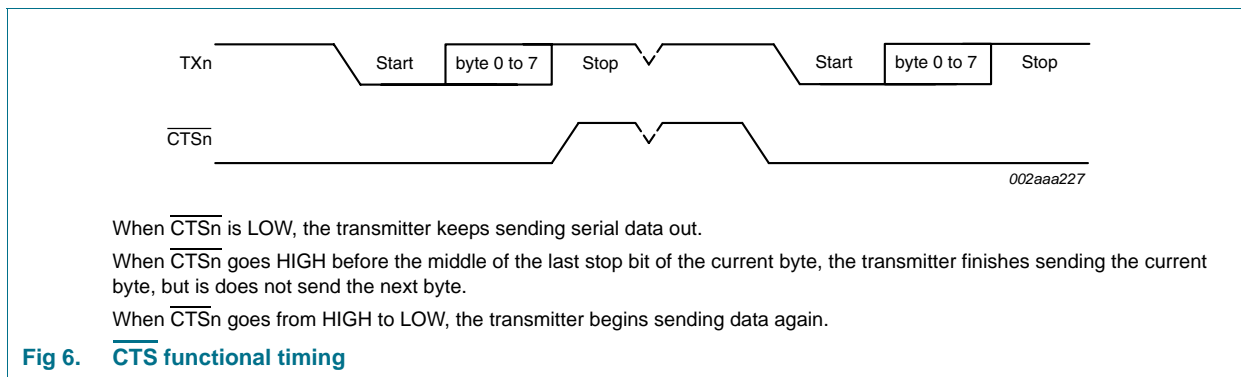 TXn Start byte 0 to 7 Stop Start byte 0 to 7 Stop
CTSn
002aaa227
When CTSn is LOW, the transmitter keeps sending serial data out.
When CTSn goes HIGH before the middle of the last stop bit of the current byte, the transmitter finishes sending the current
byte, but is does not send the next byte.
When CTSn goes from HIGH to LOW, the transmitter begins sending data again.
Fig 6. CTS functional timing